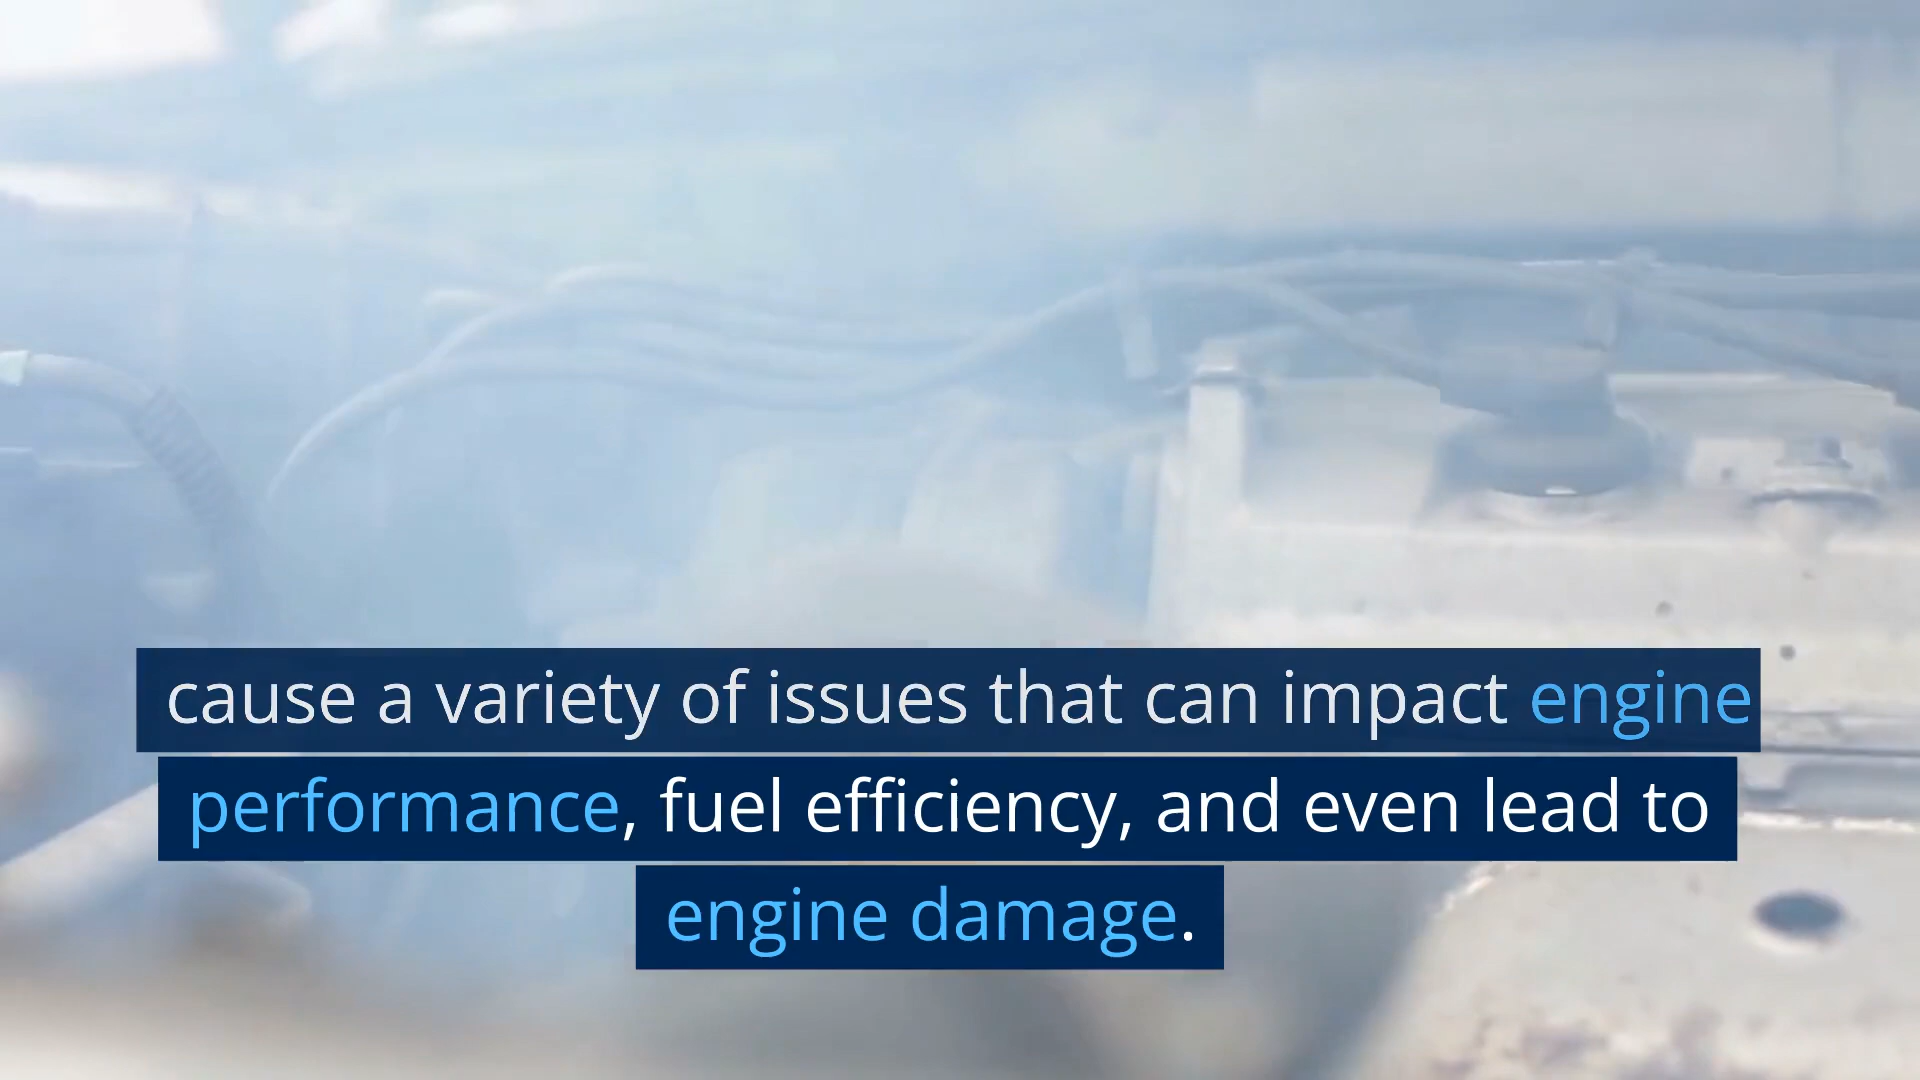 cause a variety of issues that can impact engine
performance, fuel efficiency, and even lead to
engine damage.